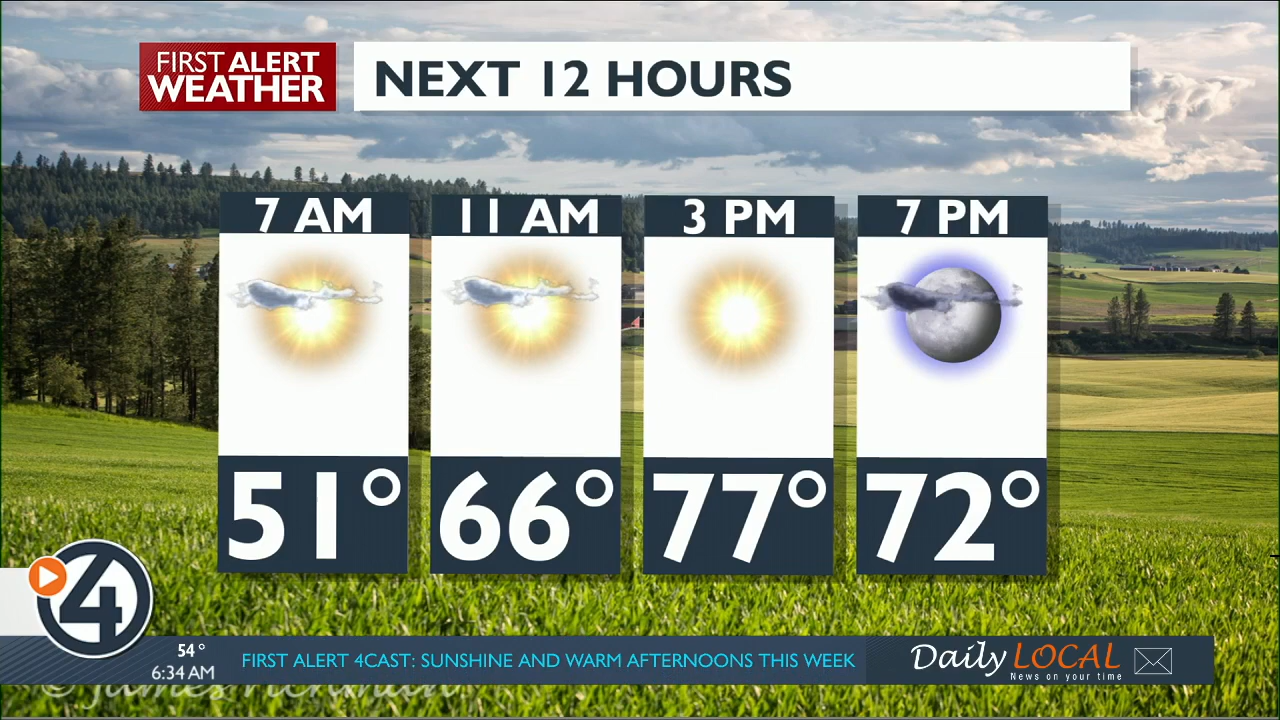 FIRST ALERT
WEATHER
NEXT 12 HOURS
7 AM
11 AM
3 PM
7 PM
51°
66°
77°
72°
4
54°
6:34 AM
FIRST ALERT 4CAST: SUNSHINE AND WARM AFTERNOONS THIS WEEK
Daily LOCAL
News on your time